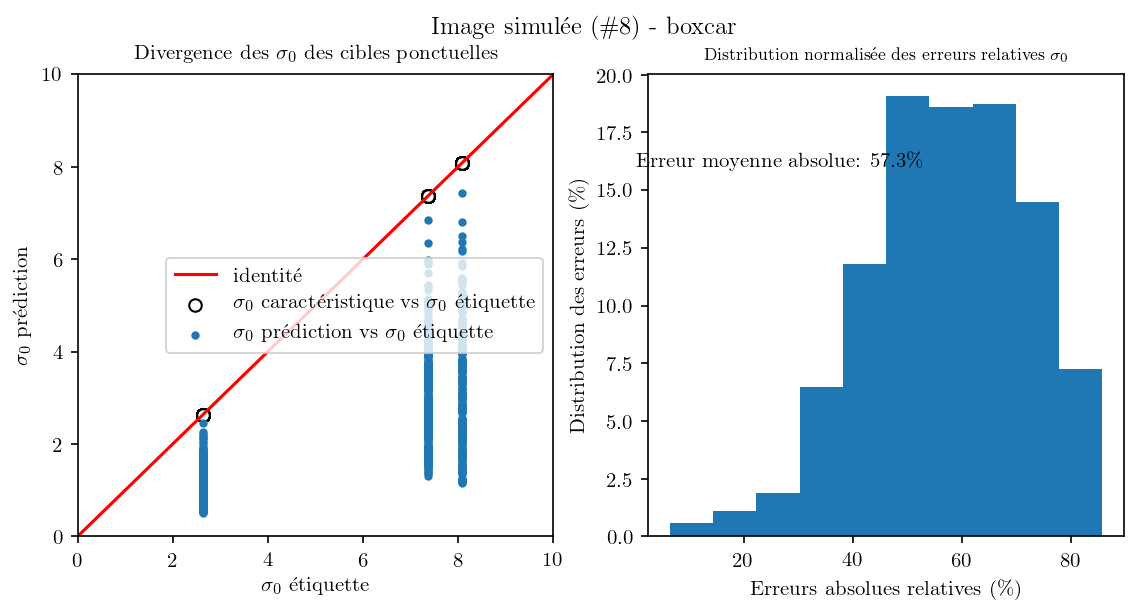 Image simulée (#8) - boxcar
Divergence des σ0 des cibles ponctuelles
10
8
6
4
2
0
σ0 prédiction
identité
σ0 caractéristique vs σ0 étiquette
σ0 prédiction vs σ0 étiquette
0 2 4 6 8 10
σ0 étiquette
Distribution normalisée des erreurs relatives σ0
20.0
17.5
15.0
12.5
10.0
7.5
5.0
2.5
0.0
Distribution des erreurs (%)
Erreur moyenne absolue: 57.3%
20 40 60 80
Erreurs absolues relatives (%)